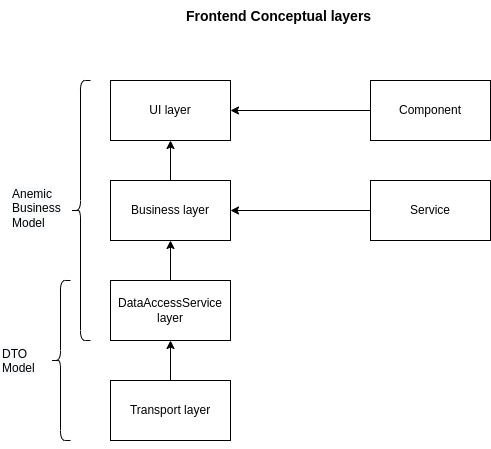 Frontend Conceptual layers
UI layer
Component
Anemic
Business
Model
Business layer
Service
DataAccessService
layer
DTO
Model
Transport layer